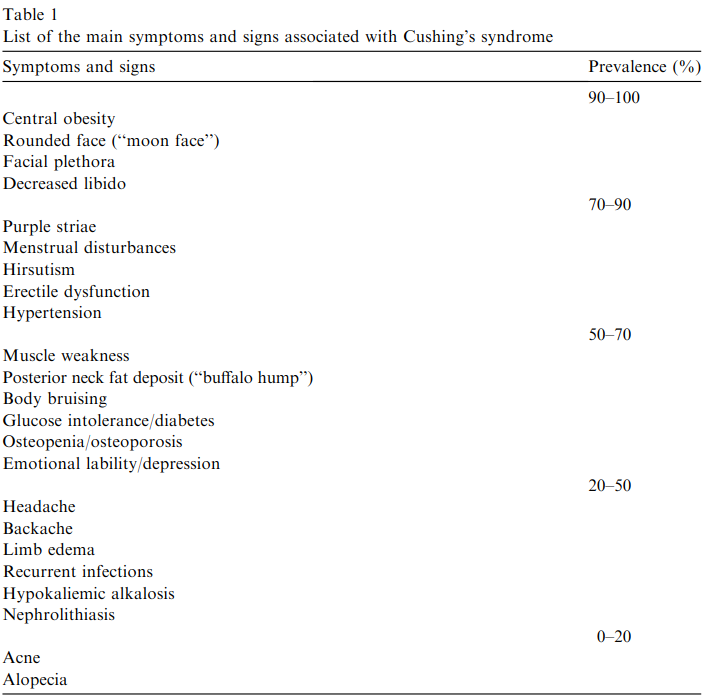 Table 1
List of the main symptoms and signs associated with Cushing's syndrome
Symptoms and signs Prevalence (%)
90–100
Central obesity
Rounded face (“moon face”)
Facial plethora
Decreased libido
70–90
Purple striae
Menstrual disturbances
Hirsutism
Erectile dysfunction
Hypertension
50–70
Muscle weakness
Posterior neck fat deposit (“buffalo hump”)
Body bruising
Glucose intolerance/diabetes
Osteopenia/osteoporosis
Emotional lability/depression
20–50
Headache
Backache
Limb edema
Recurrent infections
Hypokaliemic alkalosis
Nephrolithiasis
0–20
Acne
Alopecia